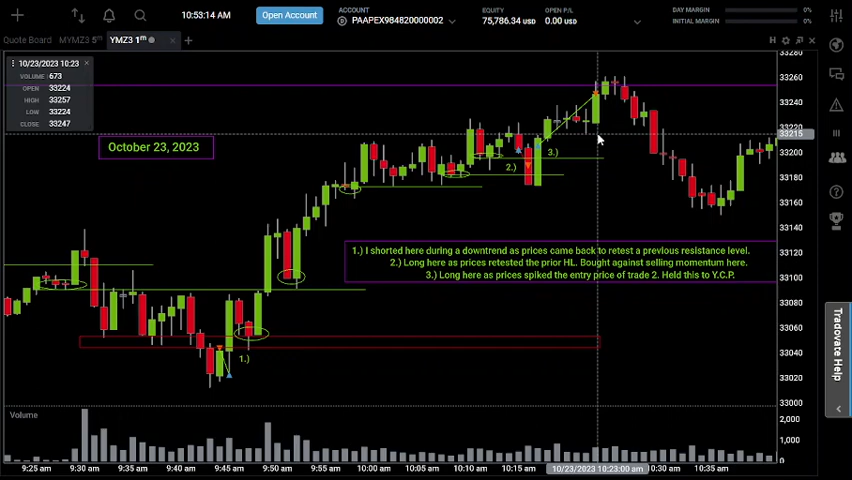 10:53:14 AM
Open Account
ACCOUNT
PAAPEX984820000002
EQUITY
75,786.34 USD
OPEN P/L
0.00 USD
DAY MARGIN
0%
INITIAL MARGIN
0%
Quote Board
MYMZ3 5m
YMZ3 1m
H
10/23/2023 10:23
VOLUME 673
OPEN 33224
HIGH 33257
LOW 33224
CLOSE 33247
October 23, 2023
1.) I shorted here during a downtrend as prices came back to retest a previous resistance level.
2.) Long here as prices retested the prior HL. Bought against selling momentum here.
3.) Long here as prices spiked the entry price of trade 2. Held this to Y.C.P.
1.)
2.)
3.)
33280
33260
33240
33220
33215
33200
33180
33160
33140
33120
33100
33080
33060
33040
33020
33000
Tradovate Help
Volume
2,000
1,000
0
9:25 am
9:30 am
9:35 am
9:40 am
9:45 am
9:50 am
9:55 am
10:00 am
10:05 am
10:10 am
10:15 am
10/23/2023 10:23:00 am
10:30 am
10:35 am